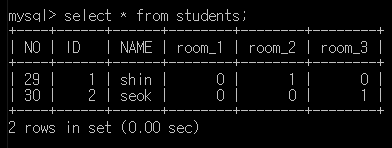 mysql> select * from students;
+----+------+------+--------+--------+--------+
| NO | ID | NAME | room_1 | room_2 | room_3 |
+----+------+------+--------+--------+--------+
| 29 | 1 | shin | 0 | 1 | 0 |
| 30 | 2 | seok | 0 | 0 | 1 |
+----+------+------+--------+--------+--------+
2 rows in set (0.00 sec)